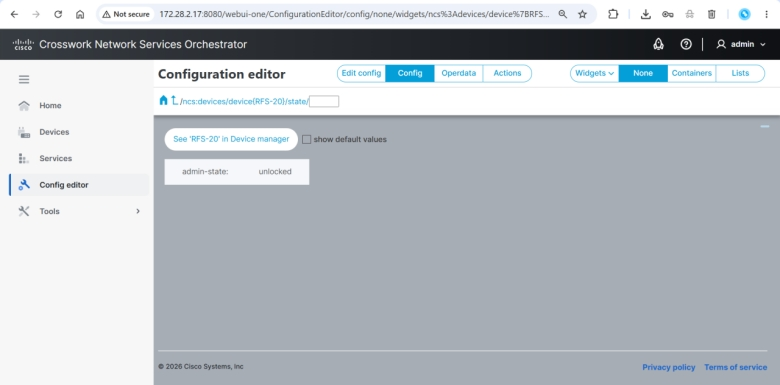 Not secure 172.28.2.17:8080/webui-one/ConfigurationEditor/config/none/widgets/ncs%3Adevices/device%7BRFS...
cisco Crosswork Network Services Orchestrator admin
Configuration editor Edit config Config Operdata Actions Widgets None Containers Lists
/ncs:devices/device{RFS-20}/state/
Home
Devices
Services
Config editor
Tools
See 'RFS-20' in Device manager show default values
admin-state: unlocked
© 2026 Cisco Systems, Inc Privacy policy Terms of service